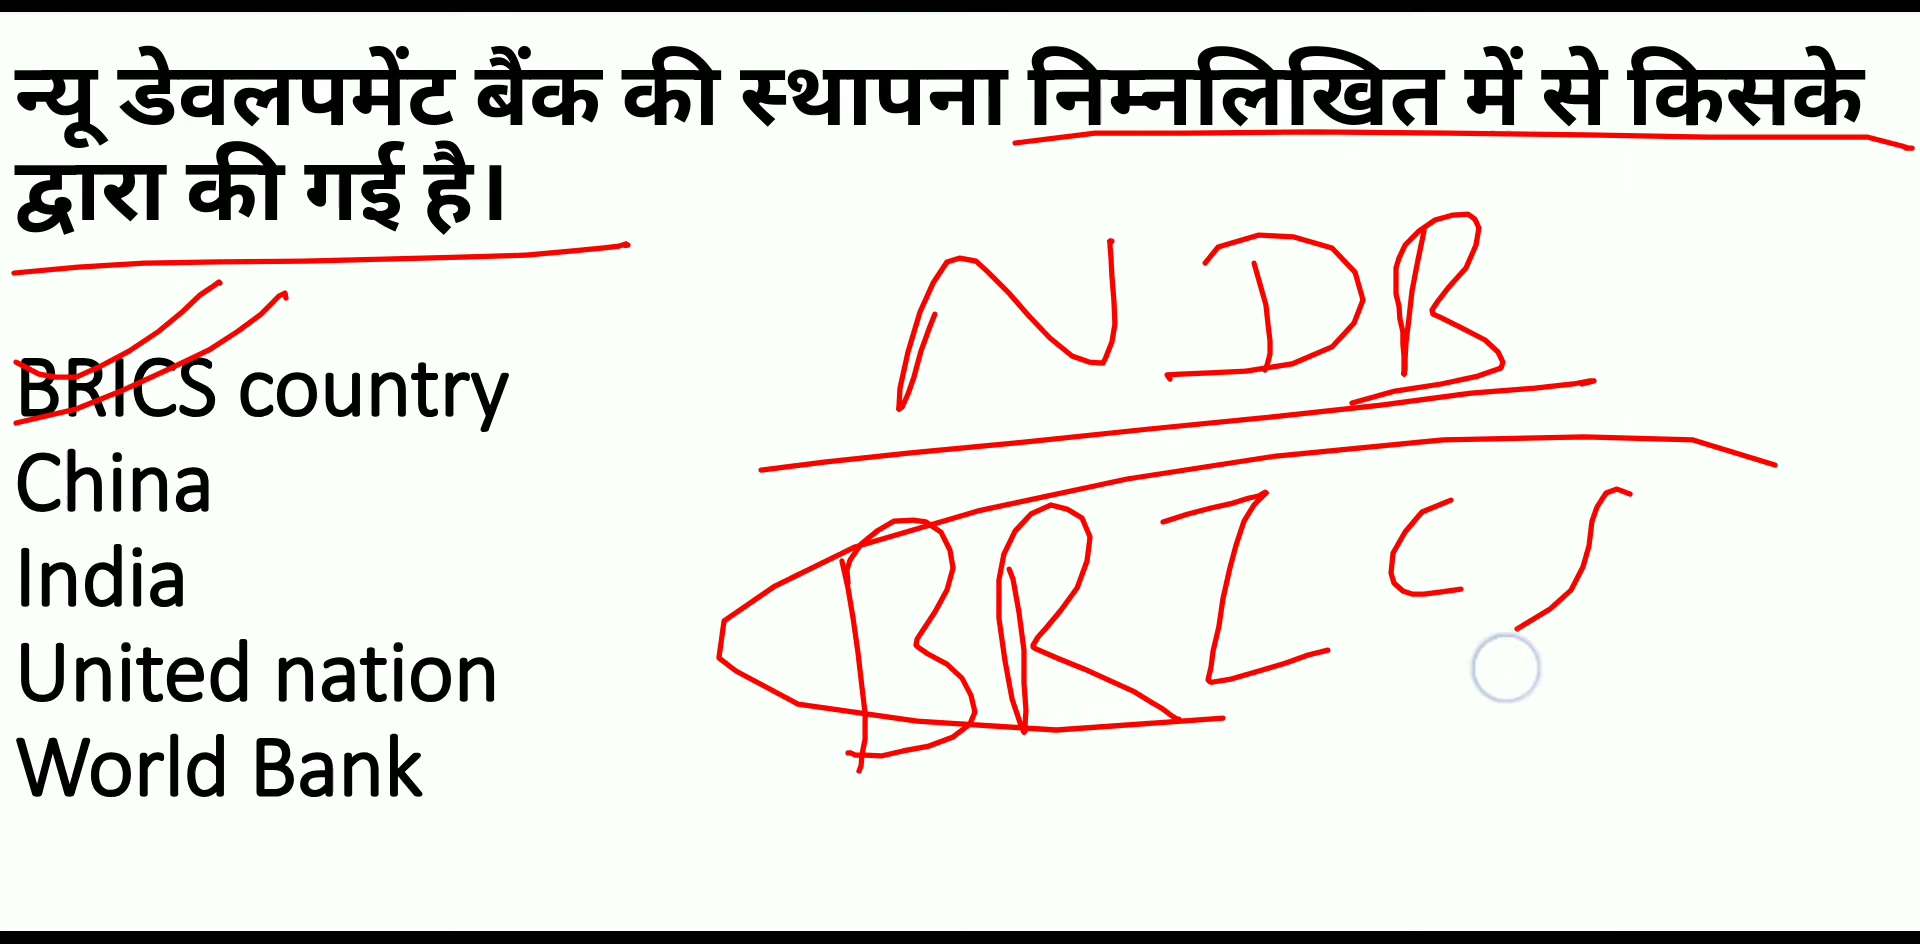 न्यू डेवलपमेंट बैंक की स्थापना निम्नलिखित में से किसके
द्वारा की गई है।
NDB
BRICS country
BRICS
China
India
United nation
World Bank